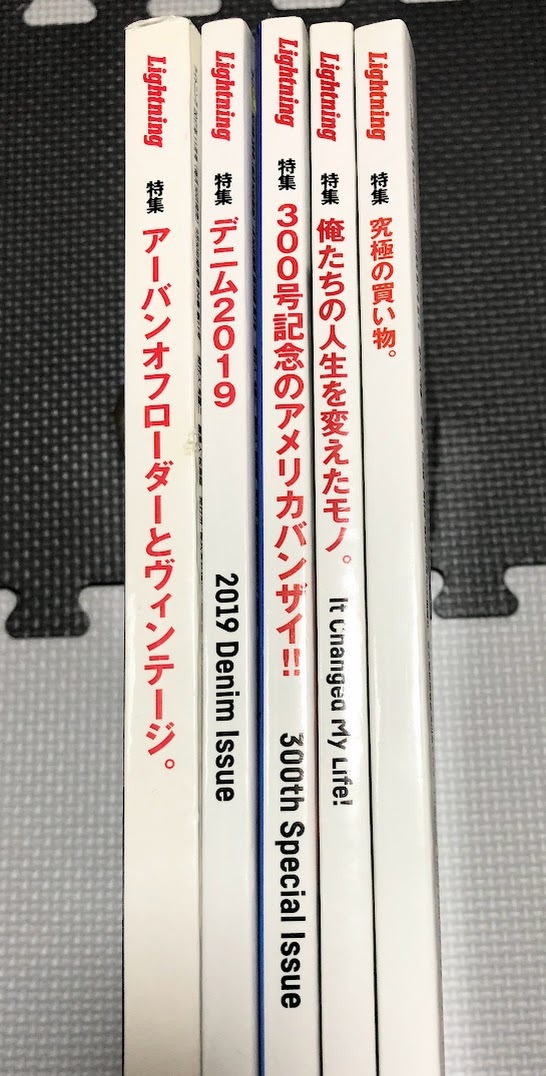 Lightning
特集
アーバンオフローダーとヴィンテージ。
Lightning
特集
デニム2019
2019 Denim Issue
Lightning
特集
300号記念のアメリカバンザイ!!
300th Special Issue
Lightning
特集
俺たちの人生を変えたモノ。
It Changed My Life!
Lightning
特集
究極の買い物。